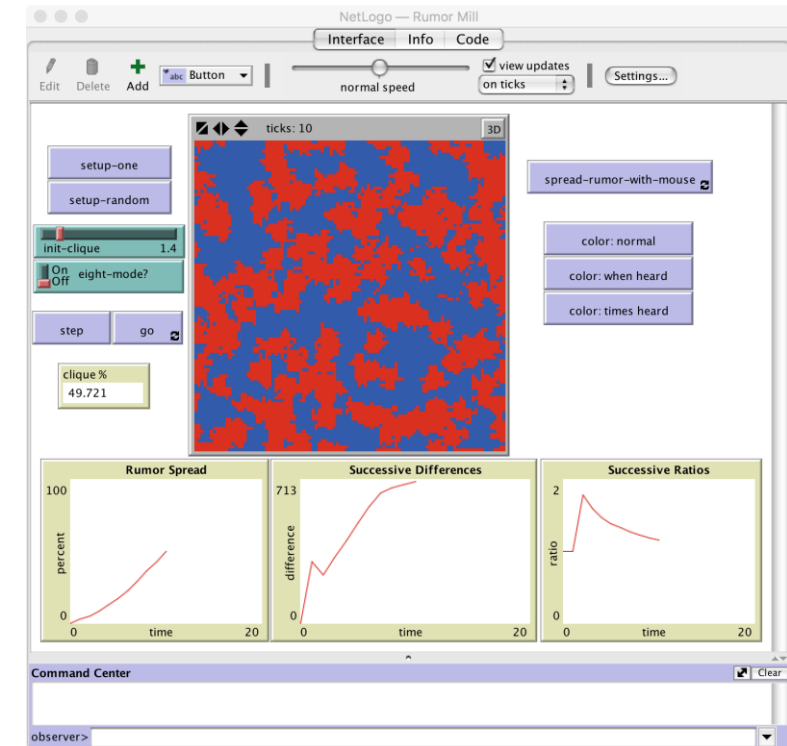 NetLogo — Rumor Mill
Interface Info Code
Edit Delete Add abc Button normal speed view updates on ticks Settings...
ticks: 10 3D
setup-one
setup-random
init-clique 1.4
On
Off eight-mode?
step go
clique %
49.721
spread-rumor-with-mouse
color: normal
color: when heard
color: times heard
Rumor Spread
100
percent
0
0 time 20
Successive Differences
713
difference
0
0 time 20
Successive Ratios
2
ratio
0
0 time 20
Command Center Clear
observer>